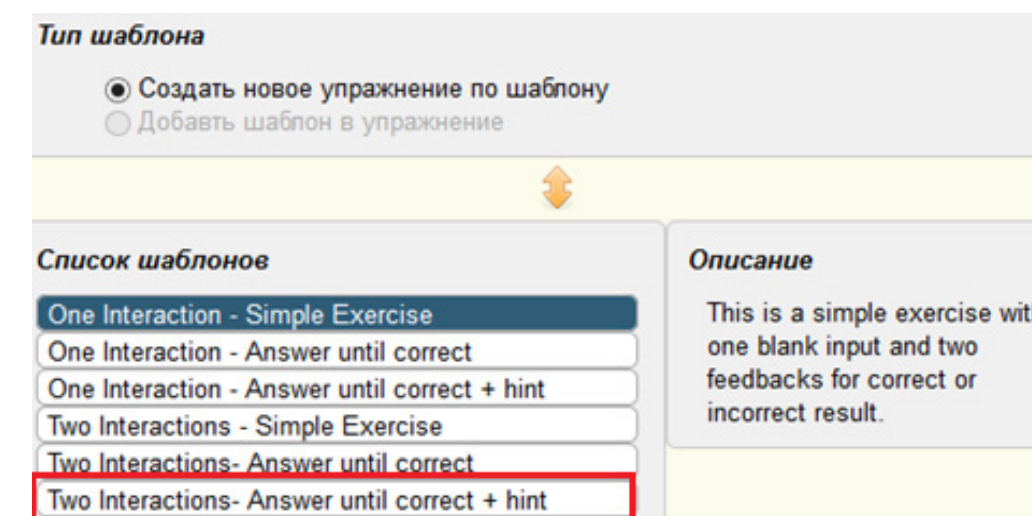 Тип шаблона
Создать новое упражнение по шаблону
Добавть шаблон в упражнение
Список шаблонов
One Interaction - Simple Exercise
One Interaction - Answer until correct
One Interaction - Answer until correct + hint
Two Interactions - Simple Exercise
Two Interactions- Answer until correct
Two Interactions- Answer until correct + hint
Описание
This is a simple exercise wit
one blank input and two
feedbacks for correct or
incorrect result.